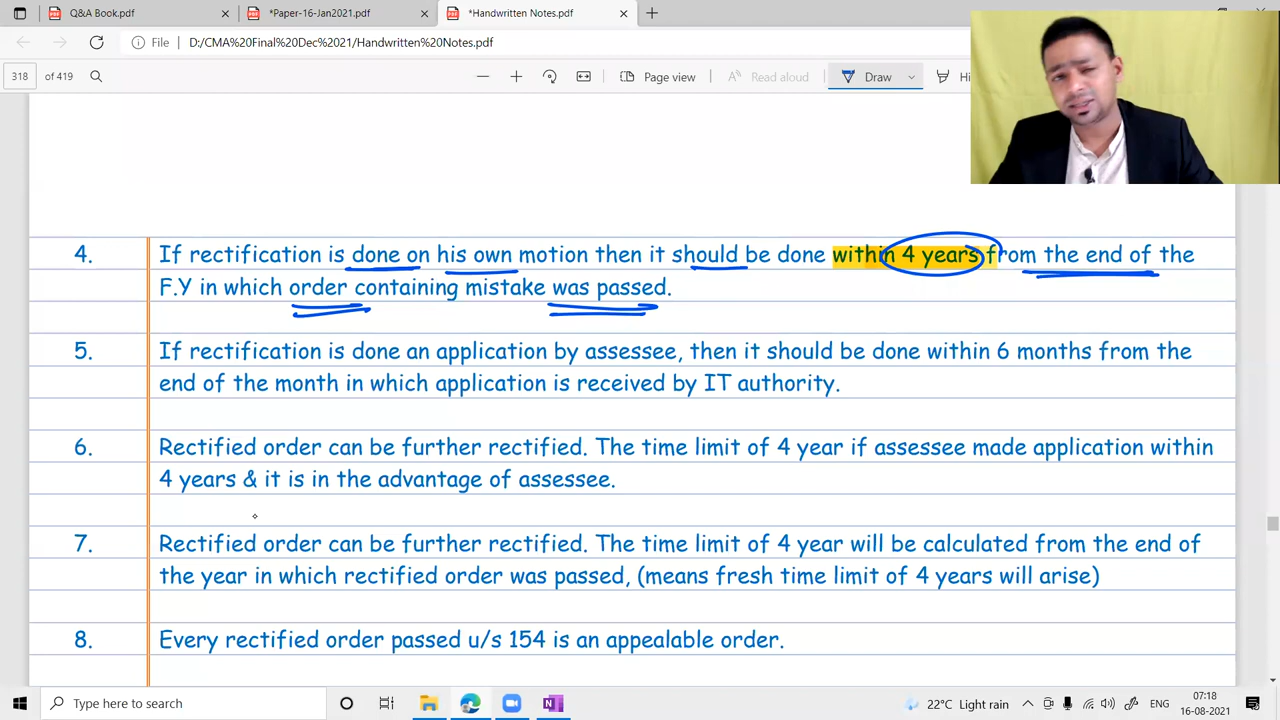 Q&A Book.pdf
*Paper-16-Jan2021.pdf
*Handwritten Notes.pdf
File
D:/CMA%20Final%20Dec%2021/Handwritten%20Notes.pdf
318
of 419
Page view
Read aloud
Draw
Hi
4.
If rectification is done on his own motion then it should be done within 4 years from the end of the
F.Y in which order containing mistake was passed.
5.
If rectification is done an application by assessee, then it should be done within 6 months from the
end of the month in which application is received by IT authority.
6.
Rectified order can be further rectified. The time limit of 4 year if assessee made application within
4 years & it is in the advantage of assessee.
7.
Rectified order can be further rectified. The time limit of 4 year will be calculated from the end of
the year in which rectified order was passed, (means fresh time limit of 4 years will arise)
8.
Every rectified order passed u/s 154 is an appealable order.
Type here to search
22°C Light rain
ENG
07:18
16-08-2021